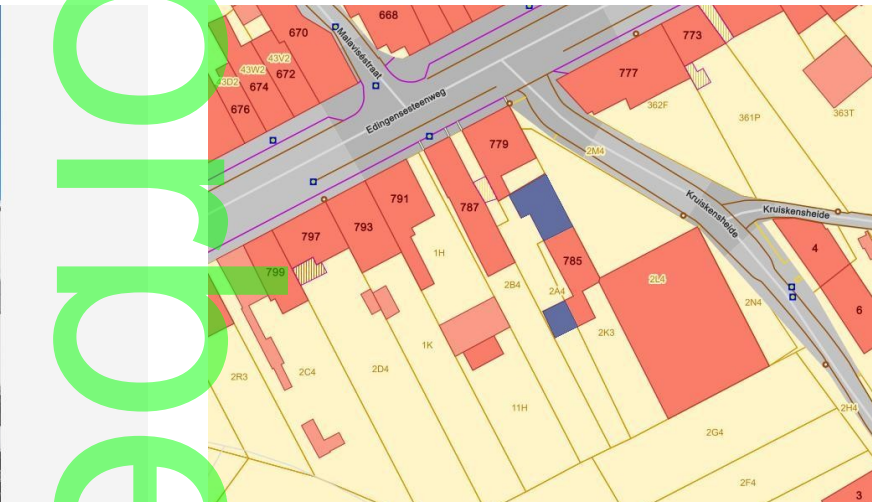 670
668
Malaviséstraat
773
43V2
43W2
672
777
674
676
362F
361P
363T
Edingensesteenweg
779
2M4
791
787
Kruiskensheide
Kruiskensheide
793
797
1H
4
799
785
2L4
2B4
2A4
2N4
6
2K3
1K
2R3
2C4
2D4
11H
2H4
2G4
2F4
3